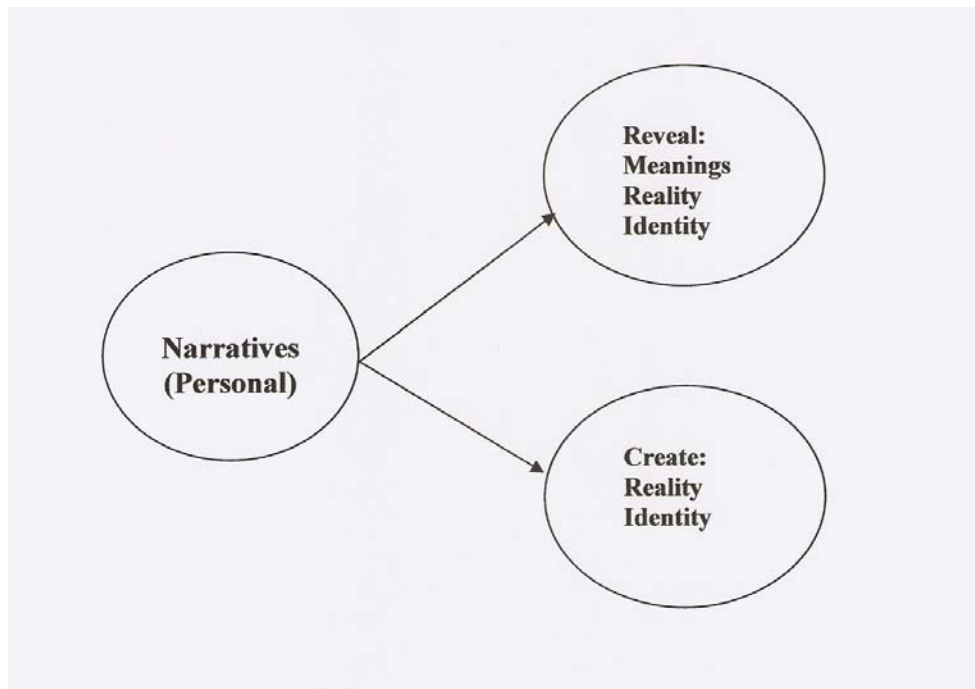 Narratives
(Personal)
Reveal:
Meanings
Reality
Identity
Create:
Reality
Identity